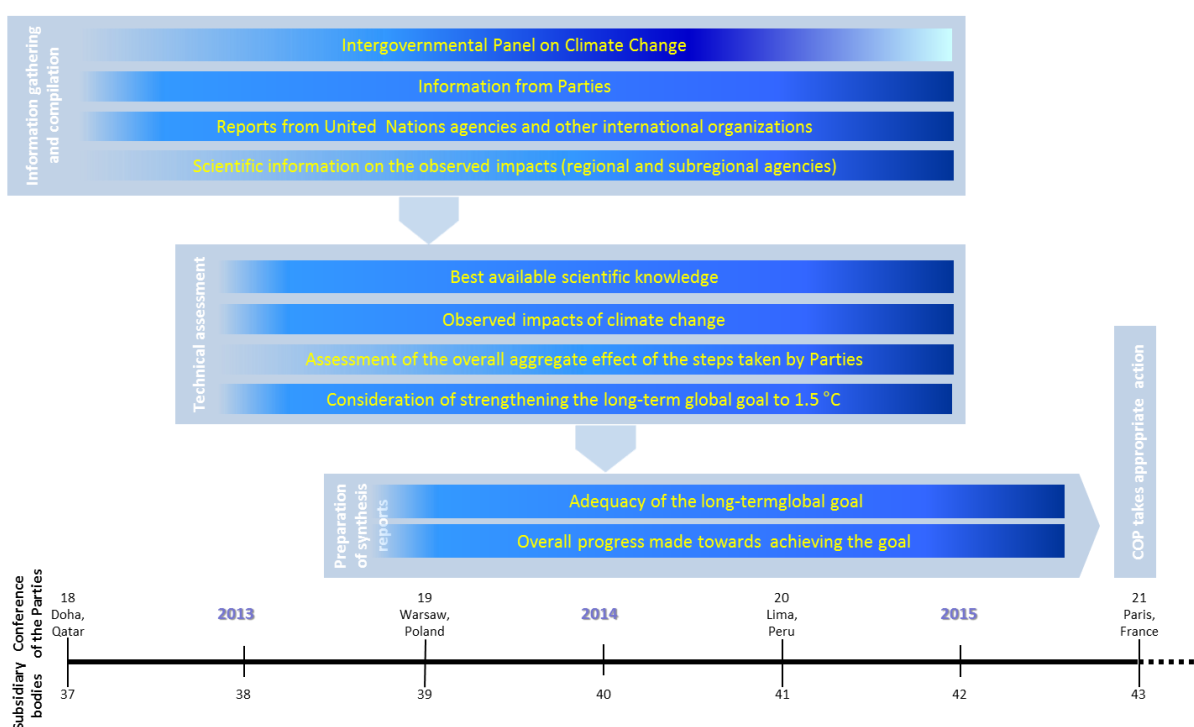 Information gathering
and compilation
Intergovernmental Panel on Climate Change
Information from Parties
Reports from United Nations agencies and other international organizations
Scientific information on the observed impacts (regional and subregional agencies)
Technical assessment
Best available scientific knowledge
Observed impacts of climate change
Assessment of the overall aggregate effect of the steps taken by Parties
Consideration of strengthening the long-term global goal to 1.5 °C
Preparation
of synthesis
reports
Adequacy of the long-termglobal goal
Overall progress made towards achieving the goal
COP takes appropriate action
Conference
of the Parties
18
Doha,
Qatar
2013
19
Warsaw,
Poland
2014
20
Lima,
Peru
2015
21
Paris,
France
Subsidiary
bodies
37
38
39
40
41
42
43